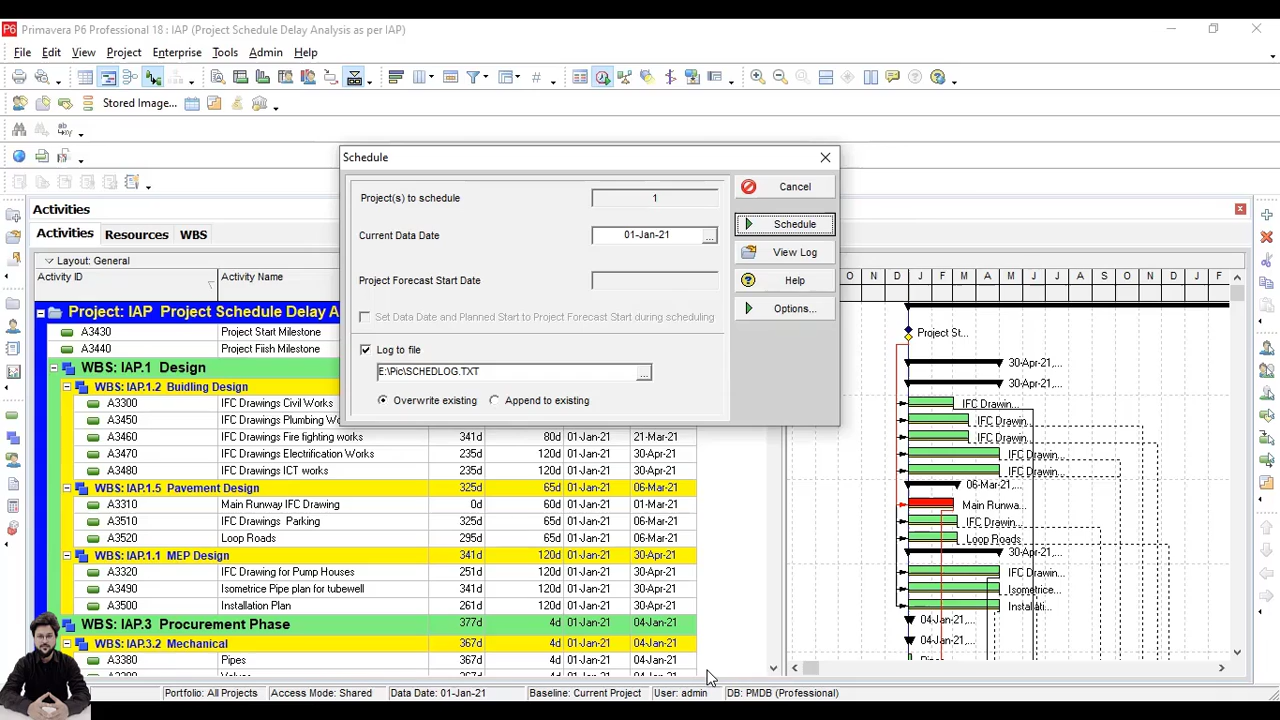 P6 Primavera P6 Professional 18 : IAP (Project Schedule Delay Analysis as per IAP)
File Edit View Project Enterprise Tools Admin Help
Stored Image...
Activities
Activities Resources WBS
Layout: General
Activity ID Activity Name
O N D J F M A M J J A S O N D J F
Schedule
Project(s) to schedule 1
Cancel
Current Data Date 01-Jan-21 ...
Schedule
View Log
Project Forecast Start Date
Help
Set Data Date and Planned Start to Project Forecast Start during scheduling
Options...
Log to file
E:\Pic\SCHEDLOG.TXT ...
Overwrite existing Append to existing
Project: IAP Project Schedule Delay A
A3430 Project Start Milestone Project St...
A3440 Project Fiish Milestone
WBS: IAP.1 Design 30-Apr-21,...
WBS: IAP.1.2 Buidling Design 30-Apr-21,...
A3300 IFC Drawings Civil Works IFC Drawin...
A3450 IFC Drawings Plumbing Wo IFC Drawin...
A3460 IFC Drawings Fire fighting works 341d 80d 01-Jan-21 21-Mar-21 IFC Drawin...
A3470 IFC Drawings Electrification Works 235d 120d 01-Jan-21 30-Apr-21 IFC Drawin...
A3480 IFC Drawings ICT works 235d 120d 01-Jan-21 30-Apr-21 IFC Drawin...
WBS: IAP.1.5 Pavement Design 325d 65d 01-Jan-21 06-Mar-21 06-Mar-21,...
A3310 Main Runway IFC Drawing 0d 60d 01-Jan-21 01-Mar-21 Main Runwa...
A3510 IFC Drawings Parking 325d 65d 01-Jan-21 06-Mar-21 IFC Drawin...
A3520 Loop Roads 295d 65d 01-Jan-21 06-Mar-21 Loop Roads
WBS: IAP.1.1 MEP Design 341d 120d 01-Jan-21 30-Apr-21 30-Apr-21,...
A3320 IFC Drawing for Pump Houses 251d 120d 01-Jan-21 30-Apr-21 IFC Drawin...
A3490 Isometrice Pipe plan for tubewell 341d 120d 01-Jan-21 30-Apr-21 Isometrice...
A3500 Installation Plan 261d 120d 01-Jan-21 30-Apr-21 Installati...
WBS: IAP.3 Procurement Phase 377d 4d 01-Jan-21 04-Jan-21 04-Jan-21,...
WBS: IAP.3.2 Mechanical 367d 4d 01-Jan-21 04-Jan-21 04-Jan-21,...
A3380 Pipes 367d 4d 01-Jan-21 04-Jan-21
Portfolio: All Projects Access Mode: Shared Data Date: 01-Jan-21 Baseline: Current Project User: admin DB: PMDB (Professional)